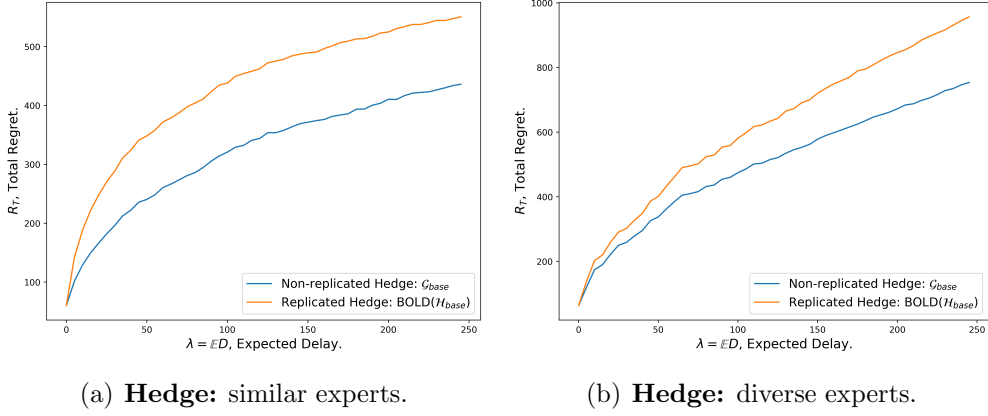 500
400
300
200
100
0
50
100
150
200
250
R_T, Total Regret.
λ = 𝔼D, Expected Delay.
Non-replicated Hedge: 𝒢_base
Replicated Hedge: BOLD(ℋ_base)
(a) Hedge: similar experts.
1000
800
600
400
200
0
50
100
150
200
250
R_T, Total Regret.
λ = 𝔼D, Expected Delay.
Non-replicated Hedge: 𝒢_base
Replicated Hedge: BOLD(ℋ_base)
(b) Hedge: diverse experts.